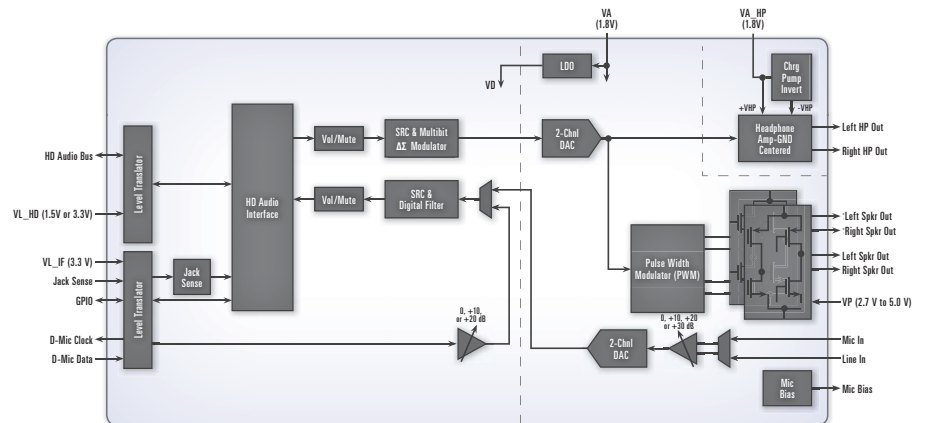 VA
(1.8V)
VA_HP
(1.8V)
LDO
VD
Chrg
Pump
Invert
+VHP
-VHP
Headphone
Amp-GND
Centered
Left HP Out
Right HP Out
Level Translator
HD Audio Bus
VL_HD (1.5V or 3.3V)
HD Audio
Interface
Vol/Mute
SRC & Multibit
ΔΣ Modulator
2-Chnl
DAC
Vol/Mute
SRC &
Digital Filter
VL_IF (3.3 V)
Jack Sense
GPIO
D-Mic Clock
D-Mic Data
Level Translator
Jack
Sense
0, +10,
or +20 dB
Pulse Width
Modulator (PWM)
‘Left Spkr Out
‘Right Spkr Out
Left Spkr Out
Right Spkr Out
VP (2.7 V to 5.0 V)
0, +10, +20
or +30 dB
2-Chnl
DAC
Mic In
Line In
Mic
Bias
Mic Bias